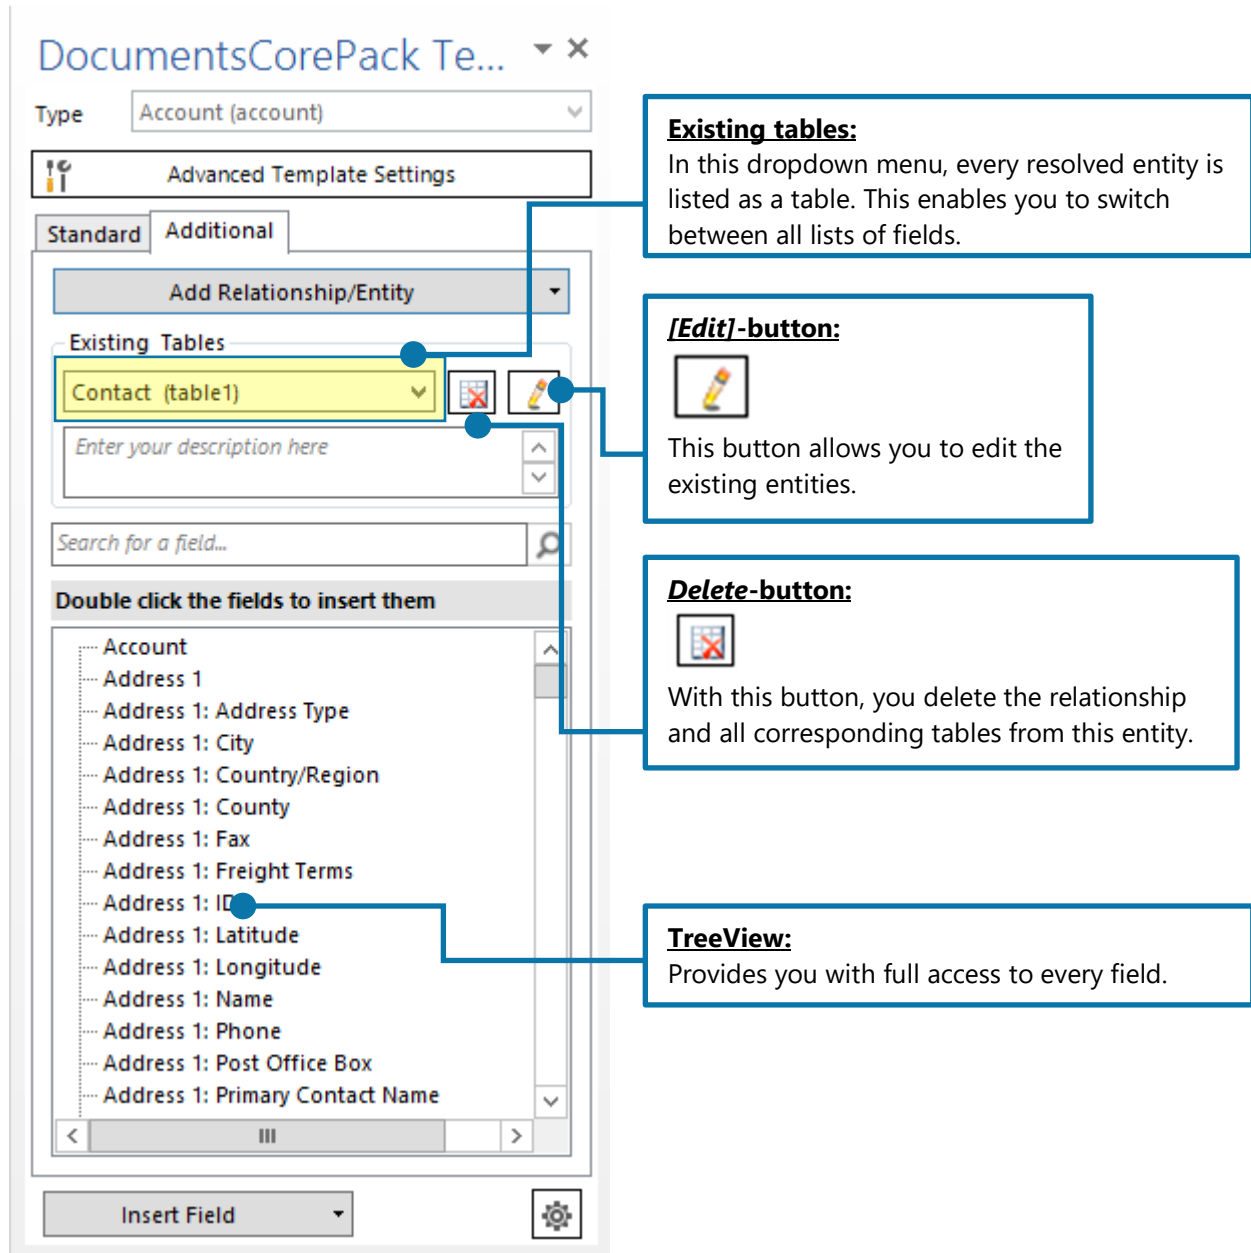 DocumentsCorePack Te...
Type
Account (account)
Advanced Template Settings
Standard
Additional
Add Relationship/Entity
Existing Tables
Contact (table1)
Enter your description here
Search for a field...
Double click the fields to insert them
Account
Address 1
Address 1: Address Type
Address 1: City
Address 1: Country/Region
Address 1: County
Address 1: Fax
Address 1: Freight Terms
Address 1: ID
Address 1: Latitude
Address 1: Longitude
Address 1: Name
Address 1: Phone
Address 1: Post Office Box
Address 1: Primary Contact Name
Insert Field
Existing tables:
In this dropdown menu, every resolved entity is
listed as a table. This enables you to switch
between all lists of fields.
[Edit]-button:
This button allows you to edit the
existing entities.
Delete-button:
With this button, you delete the relationship
and all corresponding tables from this entity.
TreeView:
Provides you with full access to every field.